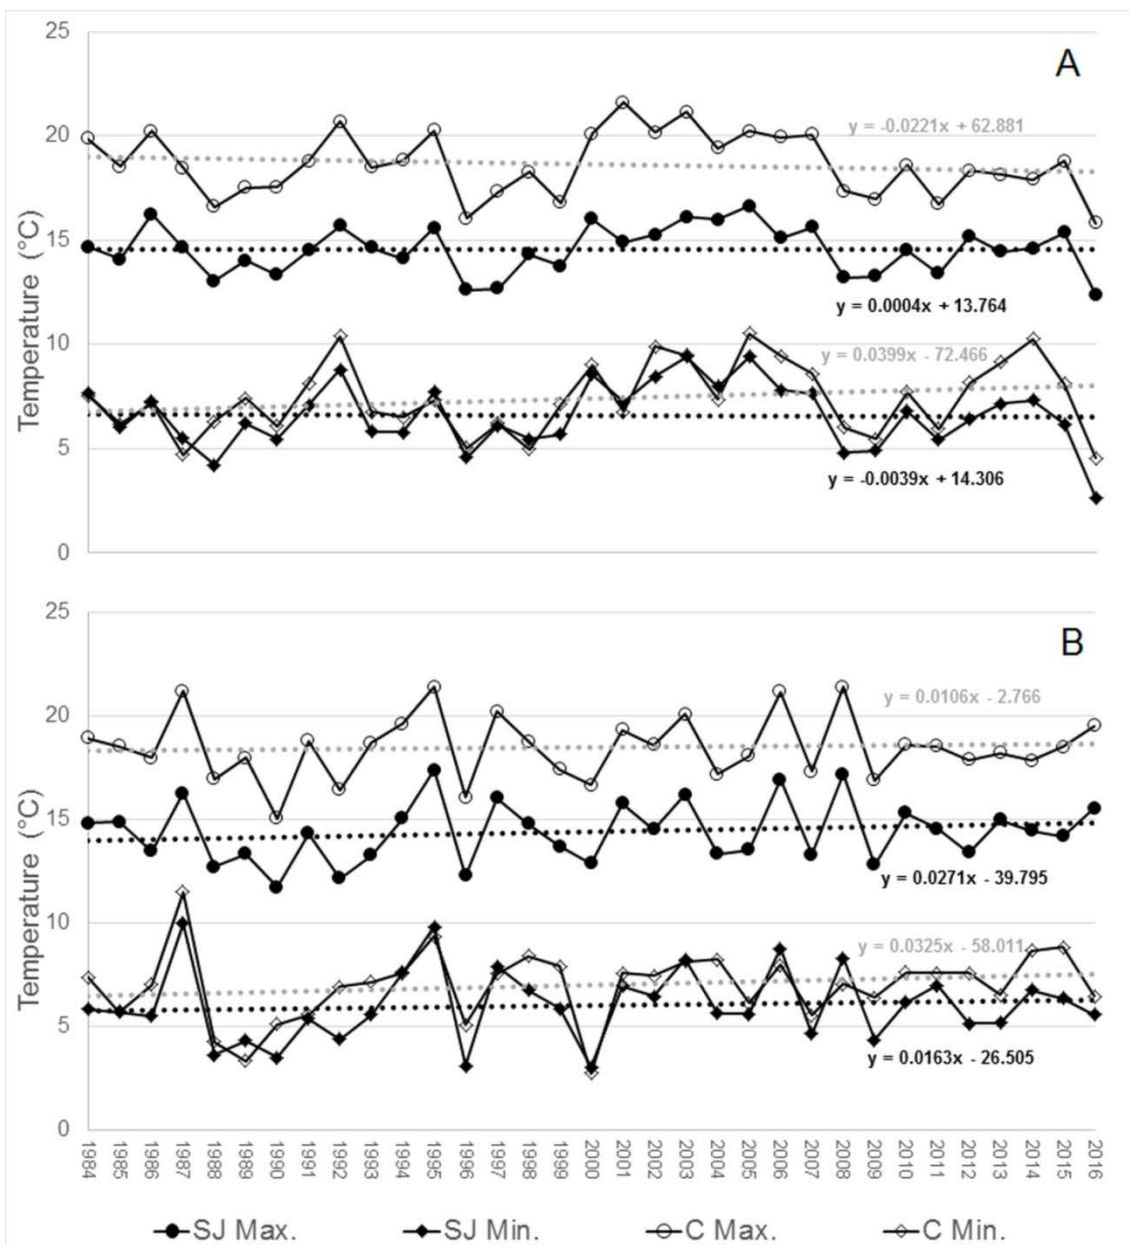 25
A
20
y = -0.0221x + 62.881
15
y = 0.0004x + 13.764
10
y = 0.0399x - 72.466
5
y = -0.0039x + 14.306
0
Temperature (°C)
25
B
20
y = 0.0106x - 2.766
15
y = 0.0271x - 39.795
10
y = 0.0325x - 58.011
5
y = 0.0163x - 26.505
0
Temperature (°C)
1984 1985 1986 1987 1988 1989 1990 1991 1992 1993 1994 1995 1996 1997 1998 1999 2000 2001 2002 2003 2004 2005 2006 2007 2008 2009 2010 2011 2012 2013 2014 2015 2016
SJ Max. SJ Min. C Max. C Min.